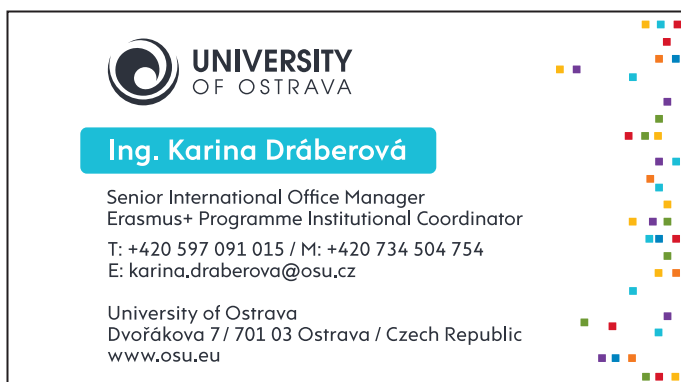 UNIVERSITY
OF OSTRAVA
Ing. Karina Dráberová
Senior International Office Manager
Erasmus+ Programme Institutional Coordinator
T: +420 597 091 015 / M: +420 734 504 754
E: karina.draberova@osu.cz
University of Ostrava
Dvořákova 7 / 701 03 Ostrava / Czech Republic
www.osu.eu